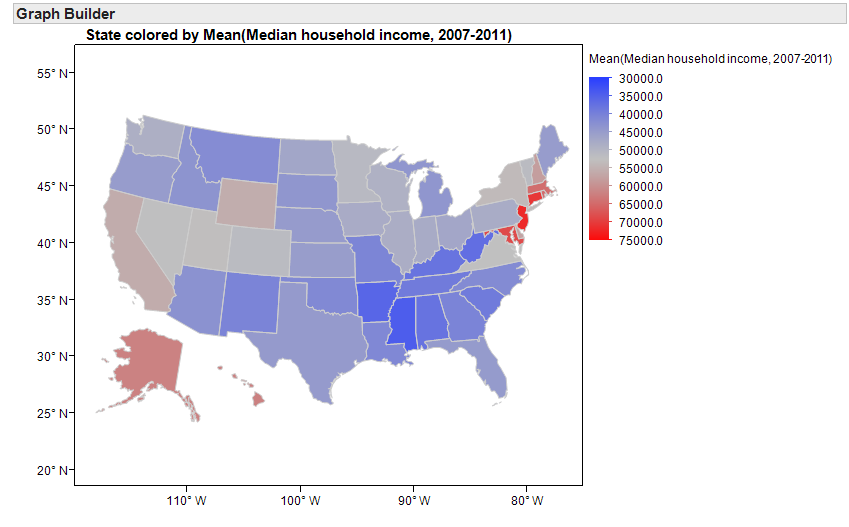 Graph Builder
State colored by Mean(Median household income, 2007-2011)
55° N
50° N
45° N
40° N
35° N
30° N
25° N
20° N
110° W
100° W
90° W
80° W
Mean(Median household income, 2007-2011)
30000.0
35000.0
40000.0
45000.0
50000.0
55000.0
60000.0
65000.0
70000.0
75000.0